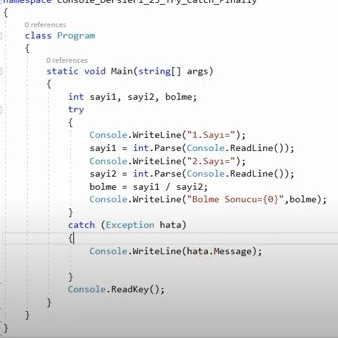 namespace Console_Dersleri_25_Try_Catch_Finally
{
0 references
class Program
{
0 references
static void Main(string[] args)
{
int sayi1, sayi2, bolme;
try
{
Console.WriteLine("1.Sayı=");
sayi1 = int.Parse(Console.ReadLine());
Console.WriteLine("2.Sayı=");
sayi2 = int.Parse(Console.ReadLine());
bolme = sayi1 / sayi2;
Console.WriteLine("Bolme Sonucu={0}",bolme);
}
catch (Exception hata)
{
Console.WriteLine(hata.Message);
}
Console.ReadKey();
}
}
}